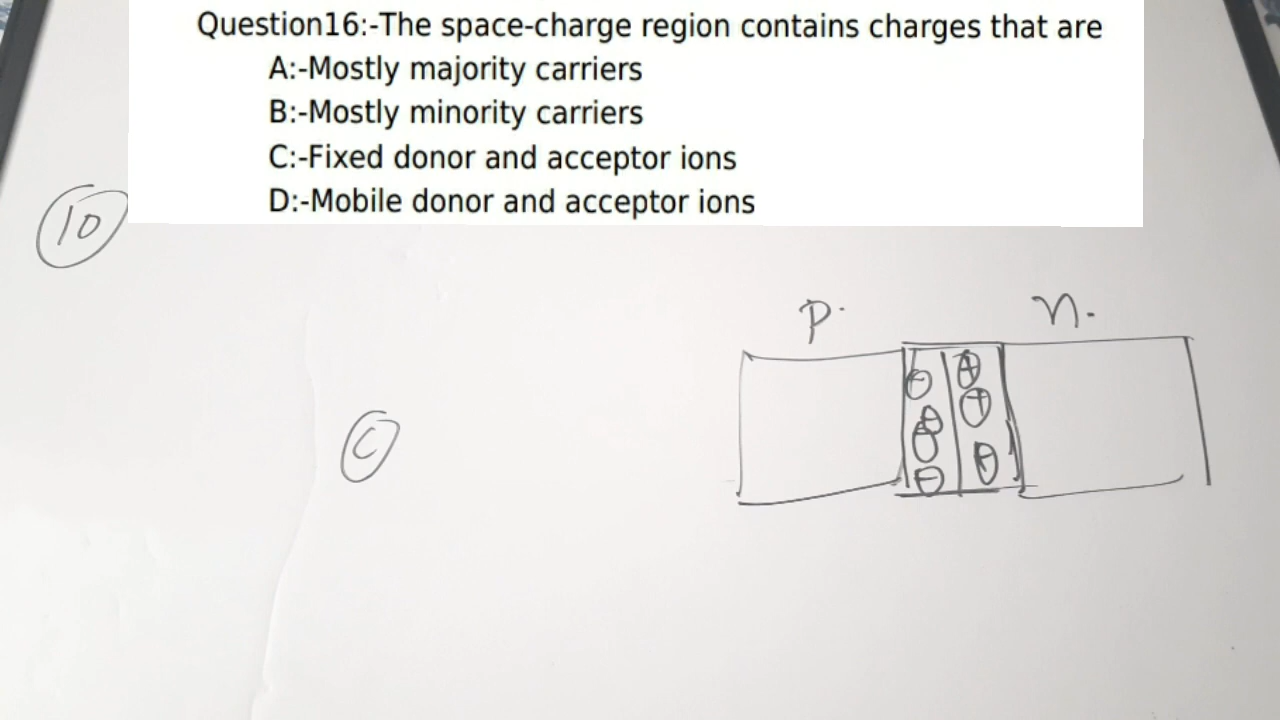 Question16:-The space-charge region contains charges that are
A:-Mostly majority carriers
B:-Mostly minority carriers
C:-Fixed donor and acceptor ions
D:-Mobile donor and acceptor ions
10
P.
n.
- +
- +
-
- +
C